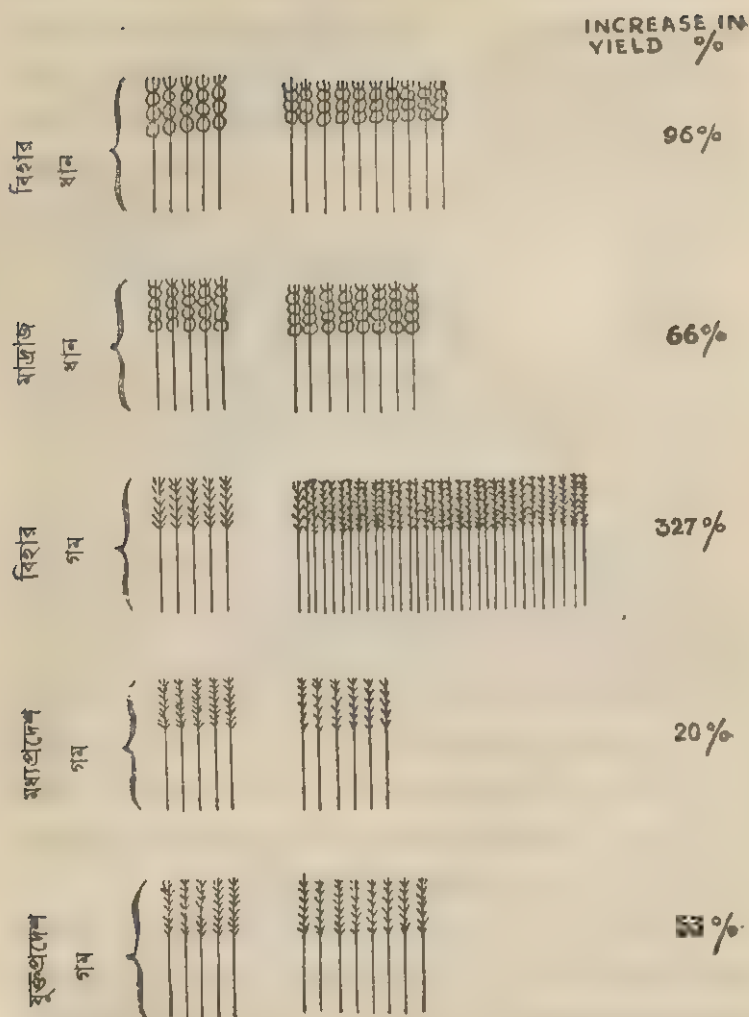 INCREASE IN
YIELD %
বিহার
ধান
96%
মাদ্রাজ
ধান
66%
বিহার
গম
327%
মধ্যপ্রদেশ
গম
20%
যুক্তপ্রদেশ
গম
%